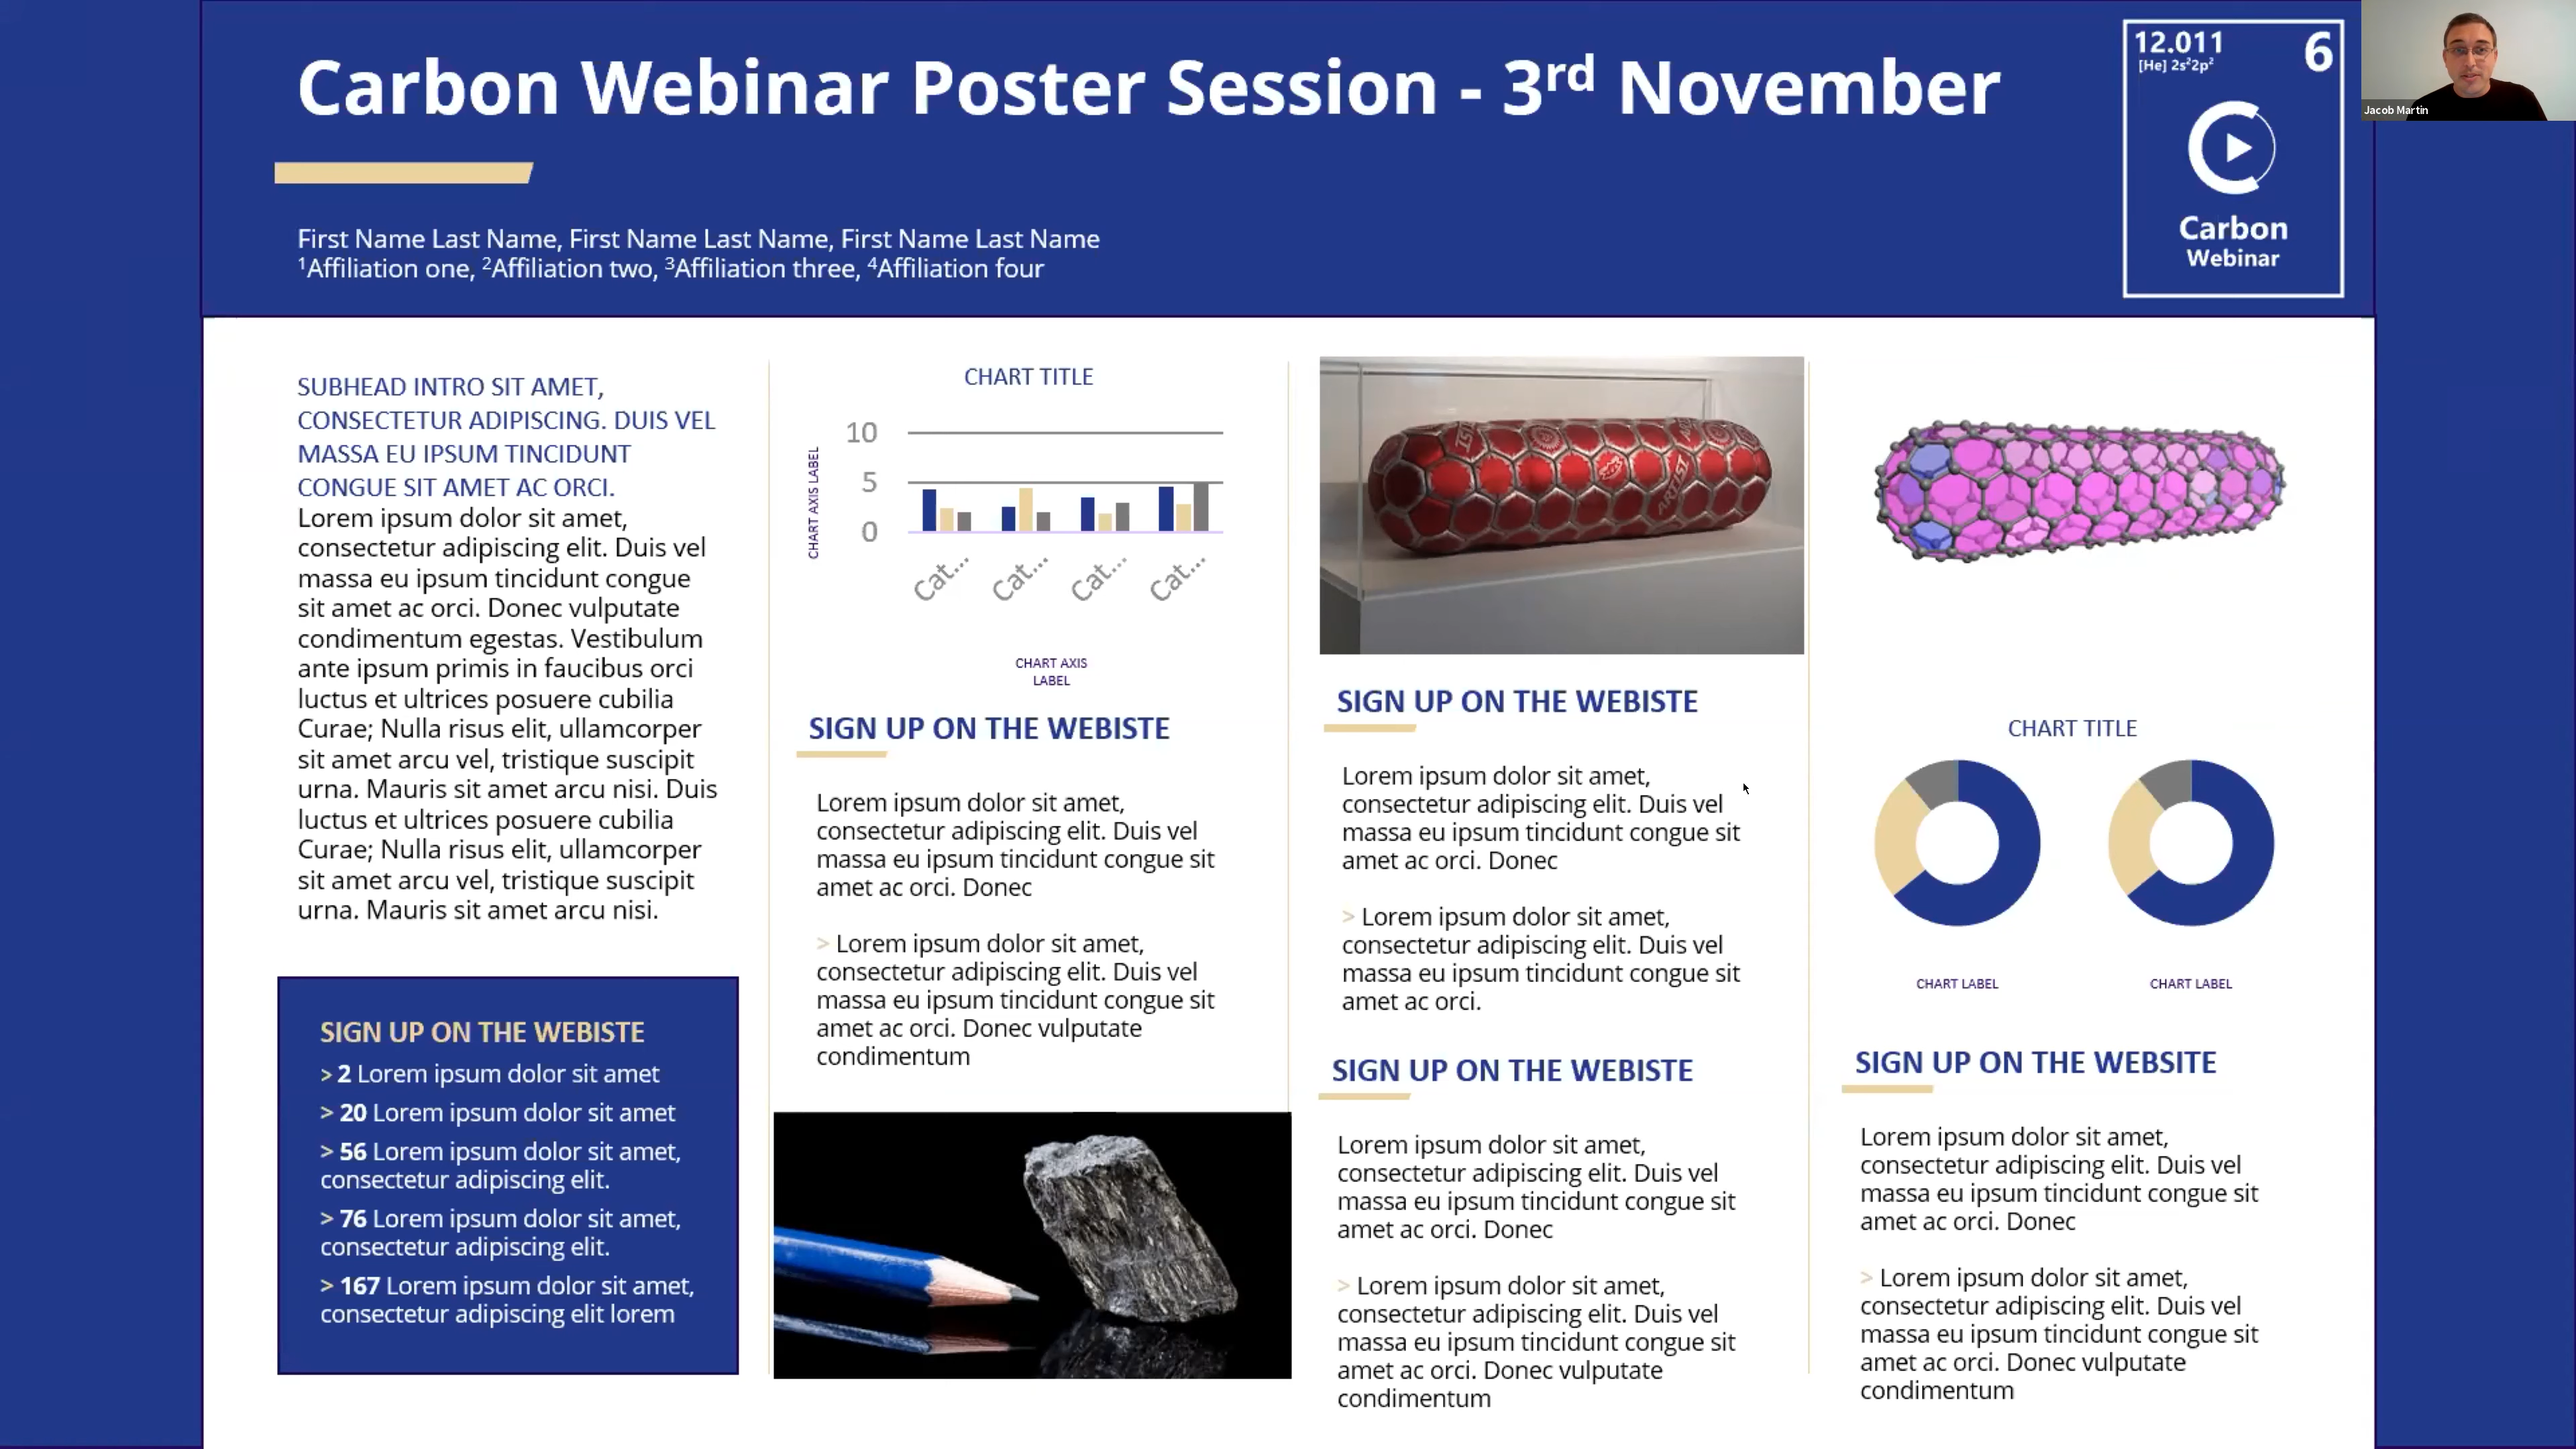 Carbon Webinar Poster Session - 3rd November
First Name Last Name, First Name Last Name, First Name Last Name
1Affiliation one, 2Affiliation two, 3Affiliation three, 4Affiliation four
12.011
6
[He] 2s²2p²
Carbon
Webinar
Jacob Martin
SUBHEAD INTRO SIT AMET,
CONSECTETUR ADIPISCING. DUIS VEL
MASSA EU IPSUM TINCIDUNT
CONGUE SIT AMET AC ORCI.
Lorem ipsum dolor sit amet,
consectetur adipiscing elit. Duis vel
massa eu ipsum tincidunt congue
sit amet ac orci. Donec vulputate
condimentum egestas. Vestibulum
ante ipsum primis in faucibus orci
luctus et ultrices posuere cubilia
Curae; Nulla risus elit, ullamcorper
sit amet arcu vel, tristique suscipit
urna. Mauris sit amet arcu nisi. Duis
luctus et ultrices posuere cubilia
Curae; Nulla risus elit, ullamcorper
sit amet arcu vel, tristique suscipit
urna. Mauris sit amet arcu nisi.
SIGN UP ON THE WEBISTE
> 2 Lorem ipsum dolor sit amet
> 20 Lorem ipsum dolor sit amet
> 56 Lorem ipsum dolor sit amet,
consectetur adipiscing elit.
> 76 Lorem ipsum dolor sit amet,
consectetur adipiscing elit.
> 167 Lorem ipsum dolor sit amet,
consectetur adipiscing elit lorem
CHART TITLE
CHART AXIS LABEL
10
5
0
Cat...
Cat...
Cat...
Cat...
CHART AXIS
LABEL
SIGN UP ON THE WEBISTE
Lorem ipsum dolor sit amet,
consectetur adipiscing elit. Duis vel
massa eu ipsum tincidunt congue sit
amet ac orci. Donec
> Lorem ipsum dolor sit amet,
consectetur adipiscing elit. Duis vel
massa eu ipsum tincidunt congue sit
amet ac orci. Donec vulputate
condimentum
ARTIST
SIGN UP ON THE WEBISTE
Lorem ipsum dolor sit amet,
consectetur adipiscing elit. Duis vel
massa eu ipsum tincidunt congue sit
amet ac orci. Donec
> Lorem ipsum dolor sit amet,
consectetur adipiscing elit. Duis vel
massa eu ipsum tincidunt congue sit
amet ac orci.
SIGN UP ON THE WEBISTE
Lorem ipsum dolor sit amet,
consectetur adipiscing elit. Duis vel
massa eu ipsum tincidunt congue sit
amet ac orci. Donec
> Lorem ipsum dolor sit amet,
consectetur adipiscing elit. Duis vel
massa eu ipsum tincidunt congue sit
amet ac orci. Donec vulputate
condimentum
CHART TITLE
CHART LABEL
CHART LABEL
SIGN UP ON THE WEBSITE
Lorem ipsum dolor sit amet,
consectetur adipiscing elit. Duis vel
massa eu ipsum tincidunt congue sit
amet ac orci. Donec
> Lorem ipsum dolor sit amet,
consectetur adipiscing elit. Duis vel
massa eu ipsum tincidunt congue sit
amet ac orci. Donec vulputate
condimentum